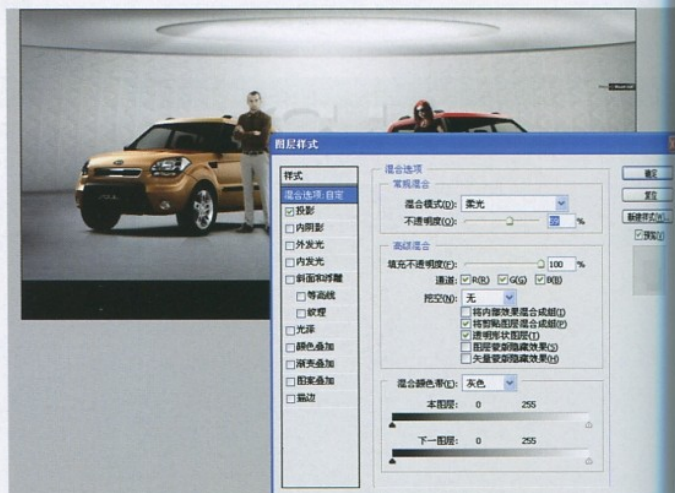 图层样式
样式
混合选项:自定
投影
内阴影
外发光
内发光
斜面和浮雕
等高线
纹理
光泽
颜色叠加
渐变叠加
图案叠加
描边
混合选项
常规混合
混合模式(D): 柔光
不透明度(O): %
高级混合
填充不透明度(F): 100 %
通道: R(R) G(G) B(B)
挖空(N): 无
将内部效果混合成组(I)
将剪贴图层混合成组(P)
透明形状图层(T)
图层蒙版隐藏效果(S)
矢量蒙版隐藏效果(H)
混合颜色带(E): 灰色
本图层: 0 255
下一图层: 0 255
确定
复位
新建样式(W)...
预览(V)